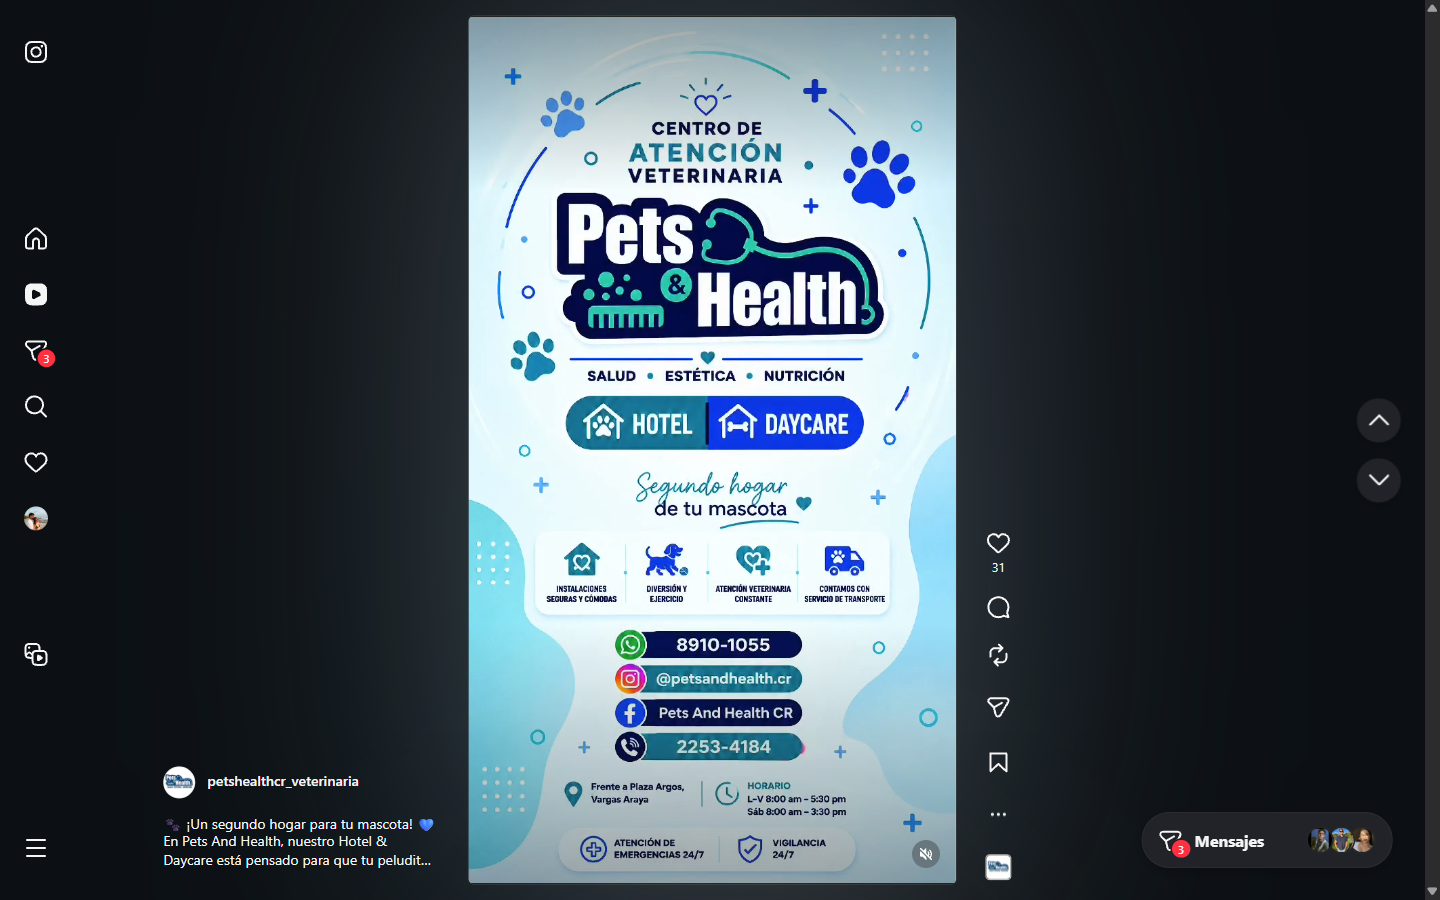 CENTRO DE
ATENCIÓN
VETERINARIA
Pets
& Health
SALUD • ESTÉTICA • NUTRICIÓN
HOTEL DAYCARE
Segundo hogar
de tu mascota
INSTALACIONES
SEGURAS Y CÓMODAS
DIVERSIÓN Y
EJERCICIO
ATENCIÓN VETERINARIA
CONSTANTE
CONTAMOS CON
SERVICIO DE TRANSPORTE
8910-1055
@petsandhealth.cr
Pets And Health CR
2253-4184
Frente a Plaza Argos,
Vargas Araya
HORARIO
L-V 8:00 am - 5:30 pm
Sáb 8:00 am - 3:30 pm
ATENCIÓN DE
EMERGENCIAS 24/7
VIGILANCIA
24/7
3
31
petshealthcr_veterinaria
🐾 ¡Un segundo hogar para tu mascota! 💙
En Pets And Health, nuestro Hotel &
Daycare está pensado para que tu peludit...
3
Mensajes